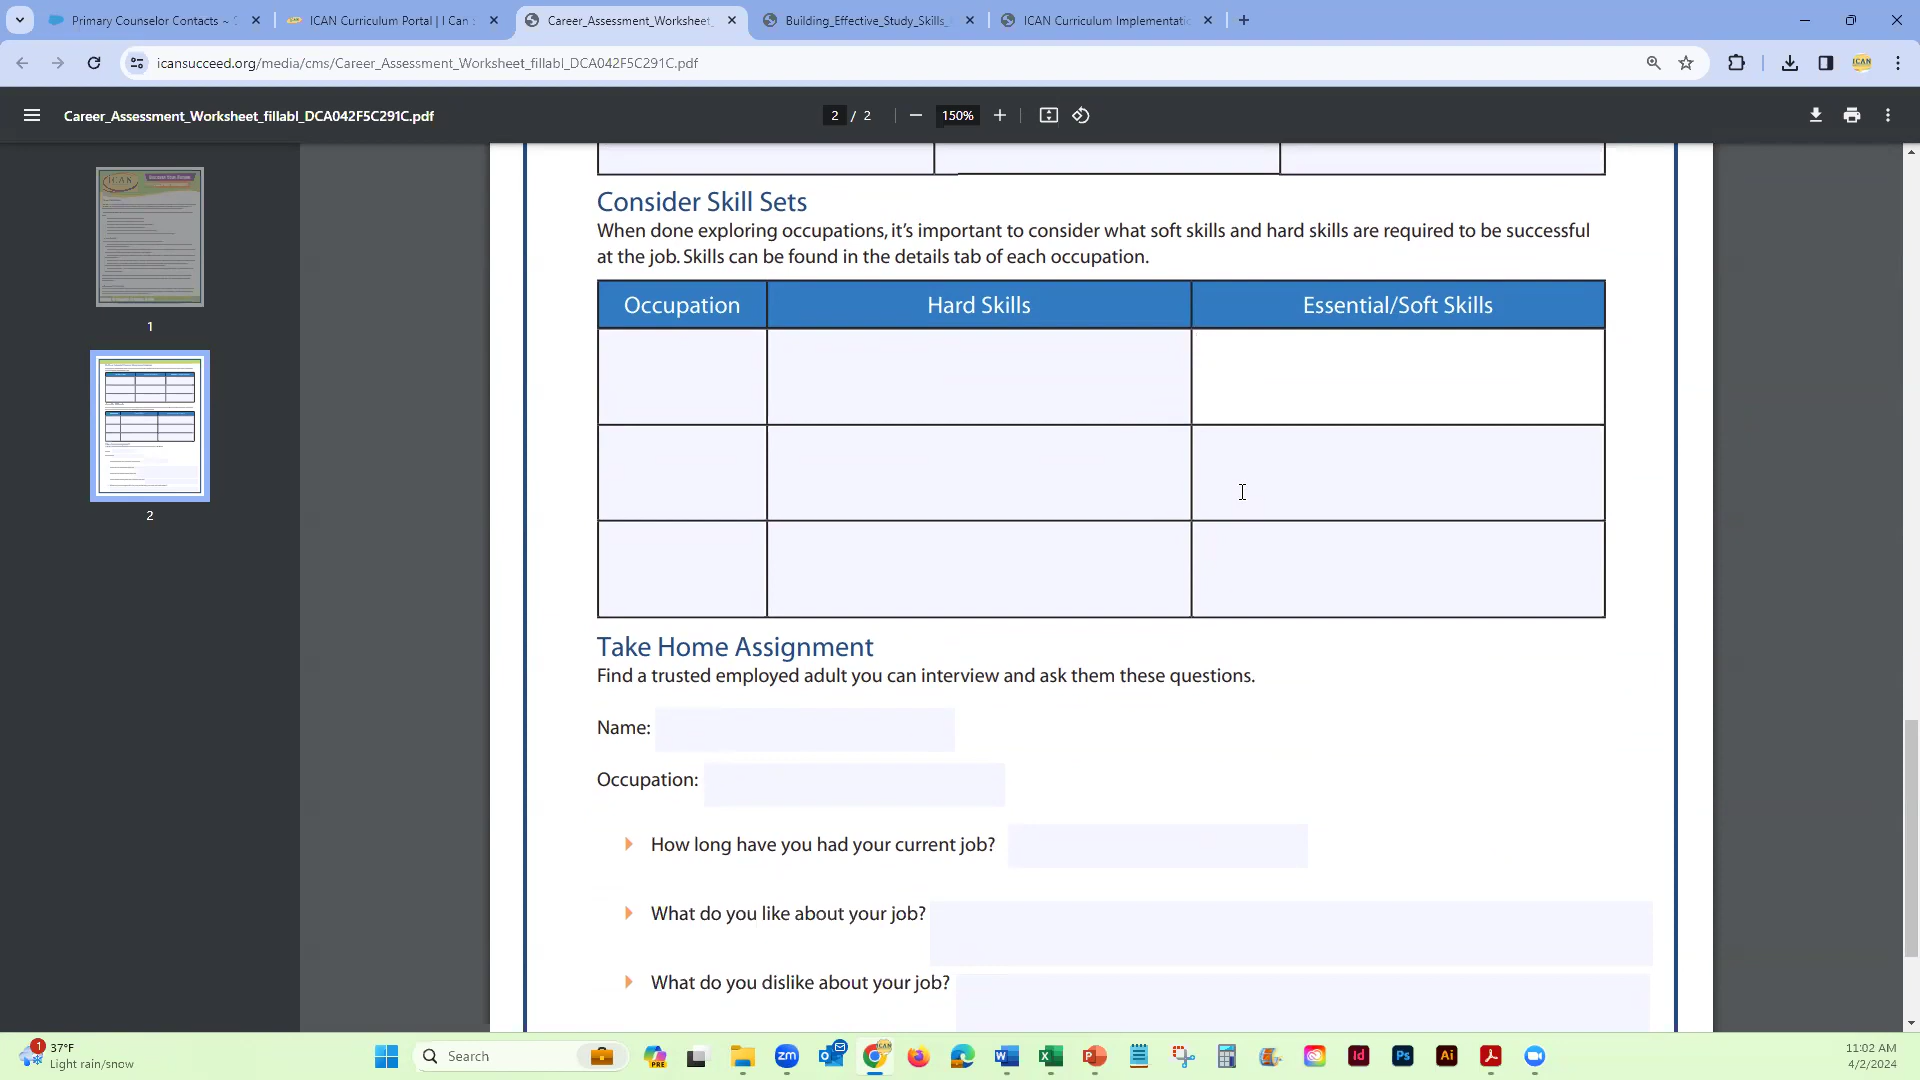 Primary Counselor Contacts ~
ICAN Curriculum Portal | I Can
Career_Assessment_Worksheet_
Building_Effective_Study_Skills_
ICAN Curriculum Implementatio
icansucceed.org/media/cms/Career_Assessment_Worksheet_fillabl_DCA042F5C291C.pdf
Career_Assessment_Worksheet_fillabl_DCA042F5C291C.pdf
2 / 2
150%
1
2
Consider Skill Sets
When done exploring occupations, it's important to consider what soft skills and hard skills are required to be successful
at the job. Skills can be found in the details tab of each occupation.
Occupation
Hard Skills
Essential/Soft Skills
Take Home Assignment
Find a trusted employed adult you can interview and ask them these questions.
Name:
Occupation:
How long have you had your current job?
What do you like about your job?
What do you dislike about your job?
1
37°F
Light rain/snow
Search
11:02 AM
4/2/2024